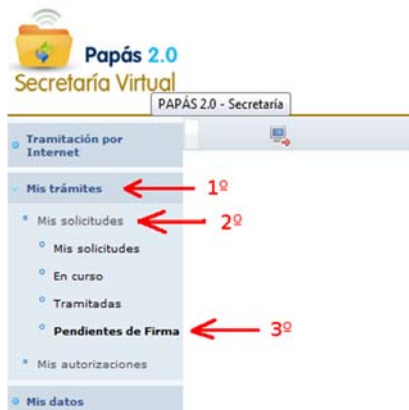 Papás 2.0
Secretaría Virtual
PAPÁS 2.0 - Secretaría
Tramitación por
Internet
Mis trámites 1º
Mis solicitudes 2º
Mis solicitudes
En curso
Tramitadas
Pendientes de Firma 3º
Mis autorizaciones
Mis datos